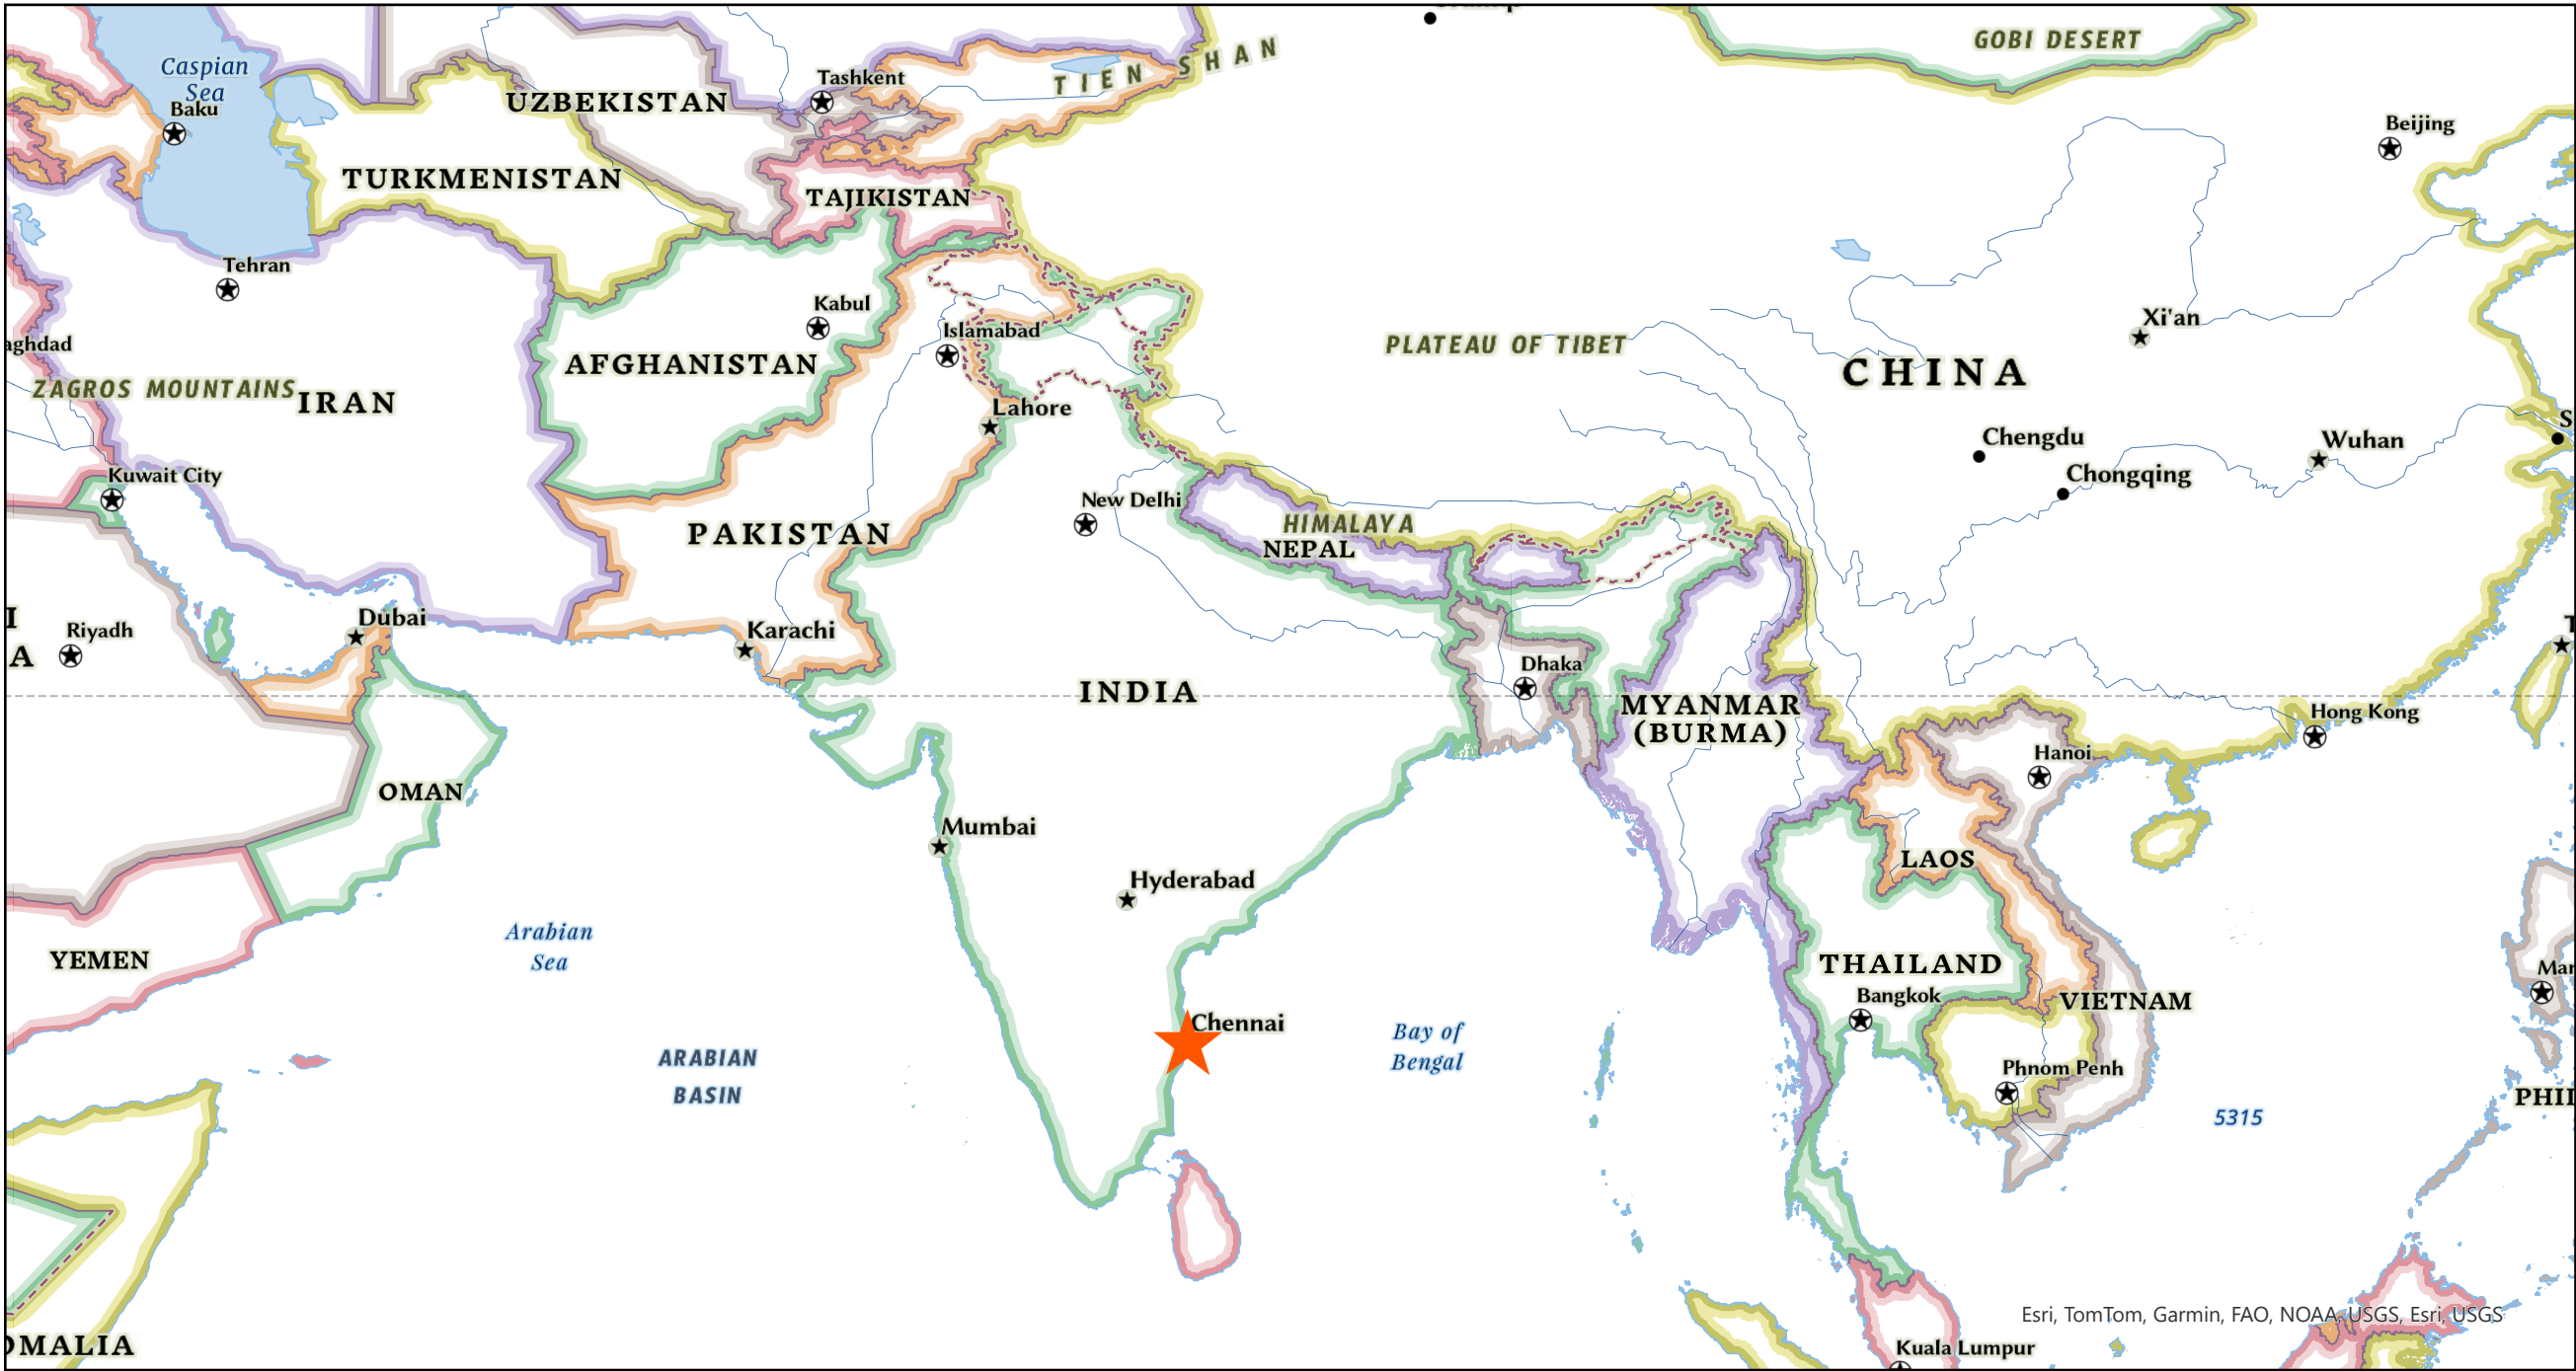 GOBI DESERT
Caspian
Sea
Baku
Tashkent
TIEN SHAN
UZBEKISTAN
Beijing
TURKMENISTAN
TAJIKISTAN
Tehran
Kabul
Islamabad
Xi'an
aghdad
PLATEAU OF TIBET
AFGHANISTAN
CHINA
ZAGROS MOUNTAINS
IRAN
Lahore
S
Chengdu
Wuhan
Kuwait City
Chongqing
New Delhi
HIMALAYA
PAKISTAN
NEPAL
I
Dubai
Riyadh
Karachi
T
A
Dhaka
INDIA
MYANMAR
(BURMA)
Hong Kong
Hanoi
OMAN
Mumbai
LAOS
Hyderabad
Arabian
Sea
YEMEN
THAILAND
Mar
Bangkok
VIETNAM
Chennai
Bay of
Bengal
ARABIAN
BASIN
Phnom Penh
PHII
5315
Esri, TomTom, Garmin, FAO, NOAA, USGS, Esri, USGS
OMALIA
Kuala Lumpur